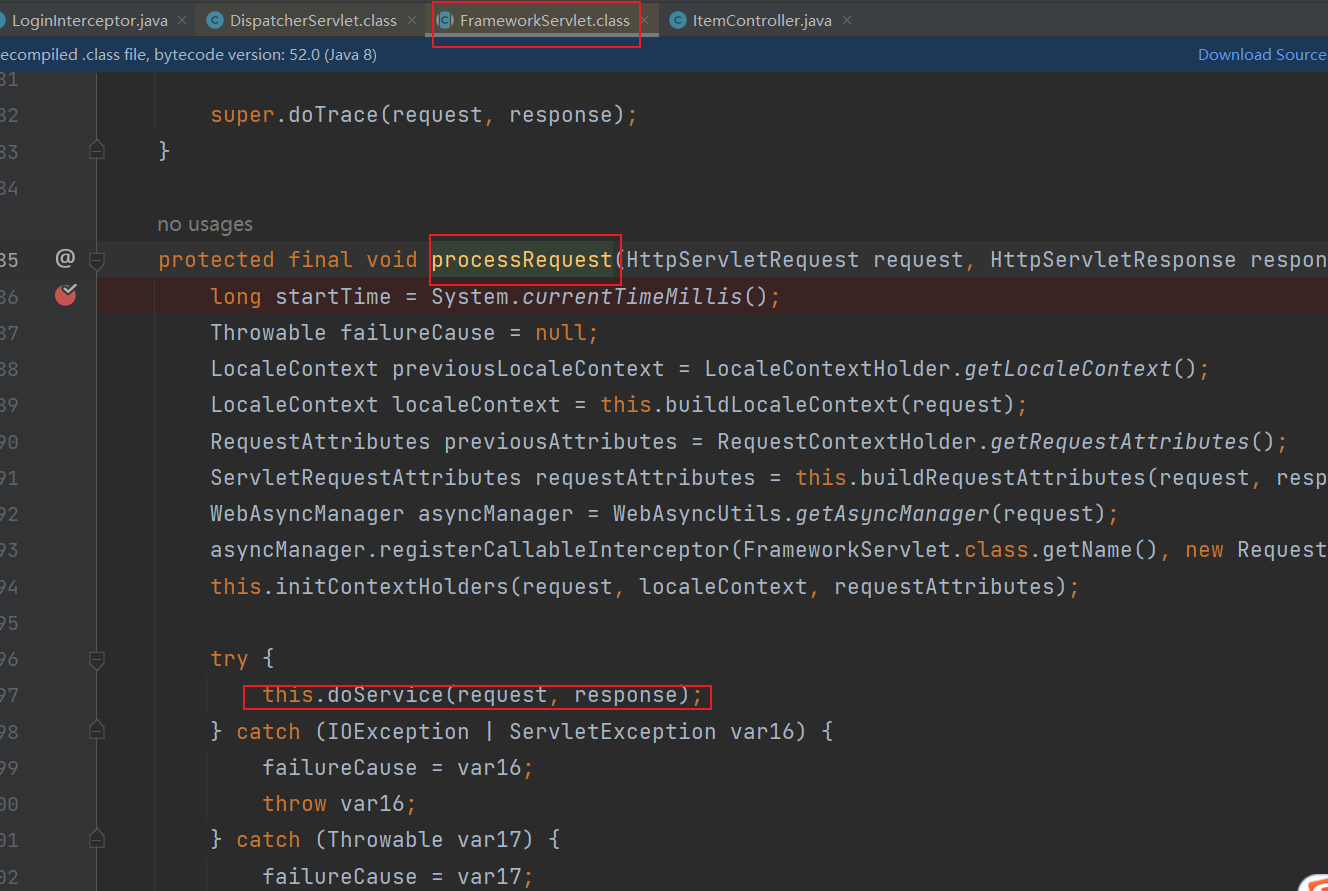 LoginInterceptor.java DispatcherServlet.class FrameworkServlet.class ItemController.java
ecompiled .class file, bytecode version: 52.0 (Java 8) Download Source
31
32 super.doTrace(request, response);
33 }
34
no usages
35 @ protected final void processRequest(HttpServletRequest request, HttpServletResponse respon
36 long startTime = System.currentTimeMillis();
37 Throwable failureCause = null;
38 LocaleContext previousLocaleContext = LocaleContextHolder.getLocaleContext();
39 LocaleContext localeContext = this.buildLocaleContext(request);
90 RequestAttributes previousAttributes = RequestContextHolder.getRequestAttributes();
91 ServletRequestAttributes requestAttributes = this.buildRequestAttributes(request, resp
92 WebAsyncManager asyncManager = WebAsyncUtils.getAsyncManager(request);
93 asyncManager.registerCallableInterceptor(FrameworkServlet.class.getName(), new Request
94 this.initContextHolders(request, localeContext, requestAttributes);
95
96 try {
97 this.doService(request, response);
98 } catch (IOException | ServletException var16) {
99 failureCause = var16;
00 throw var16;
01 } catch (Throwable var17) {
02 failureCause = var17;